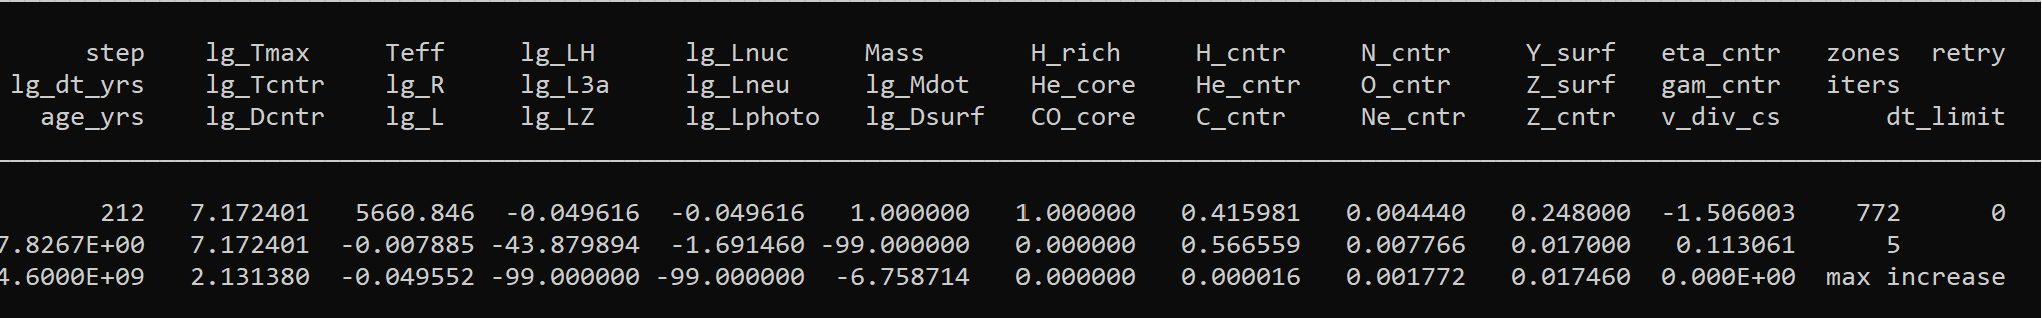 step lg_Tmax Teff lg_LH lg_Lnuc Mass H_rich H_cntr N_cntr Y_surf eta_cntr zones retry
lg_dt_yrs lg_Tcntr lg_R lg_L3a lg_Lneu lg_Mdot He_core He_cntr O_cntr Z_surf gam_cntr iters
age_yrs lg_Dcntr lg_L lg_LZ lg_Lphoto lg_Dsurf CO_core C_cntr Ne_cntr Z_cntr v_div_cs dt_limit
212 7.172401 5660.846 -0.049616 -0.049616 1.000000 1.000000 0.415981 0.004440 0.248000 -1.506003 772 0
7.8267E+00 7.172401 -0.007885 -43.879894 -1.691460 -99.000000 0.000000 0.566559 0.007766 0.017000 0.113061 5
4.6000E+09 2.131380 -0.049552 -99.000000 -99.000000 -6.758714 0.000000 0.000016 0.001772 0.017460 0.000E+00 max increase